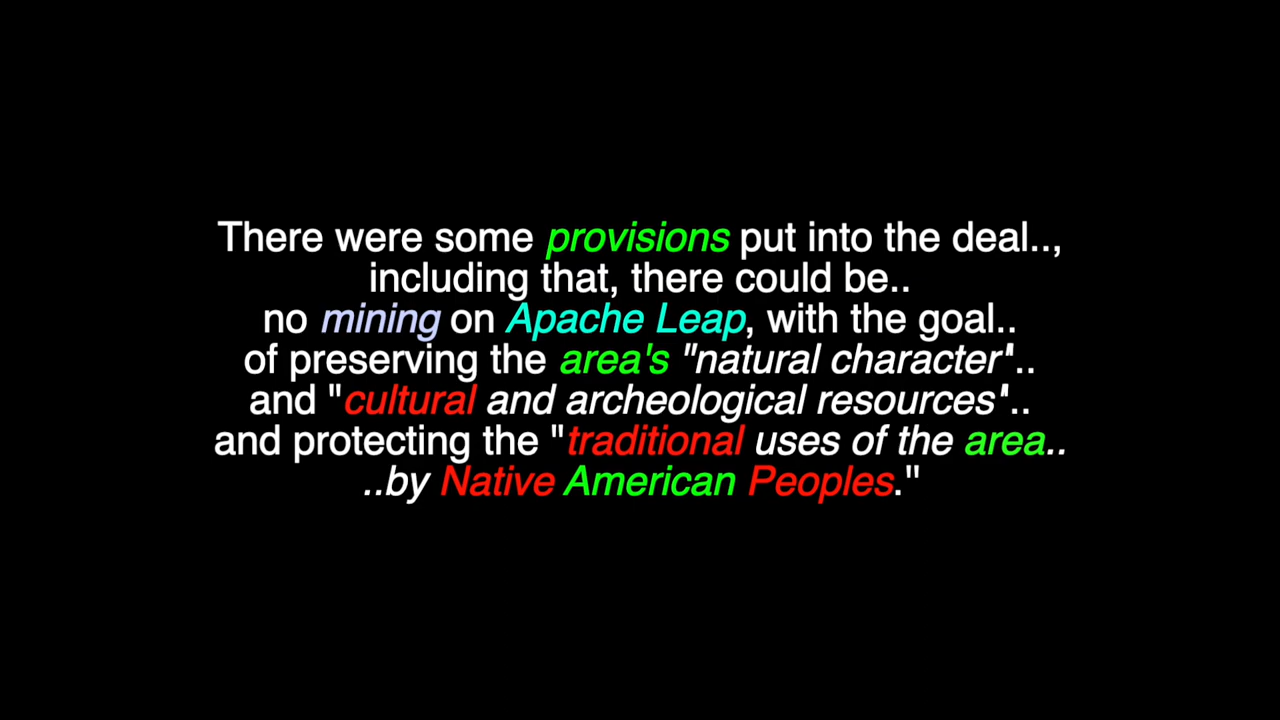 There were some provisions put into the deal..,
including that, there could be..
no mining on Apache Leap, with the goal..
of preserving the area's "natural character"..
and "cultural and archeological resources"..
and protecting the "traditional uses of the area..
..by Native American Peoples."